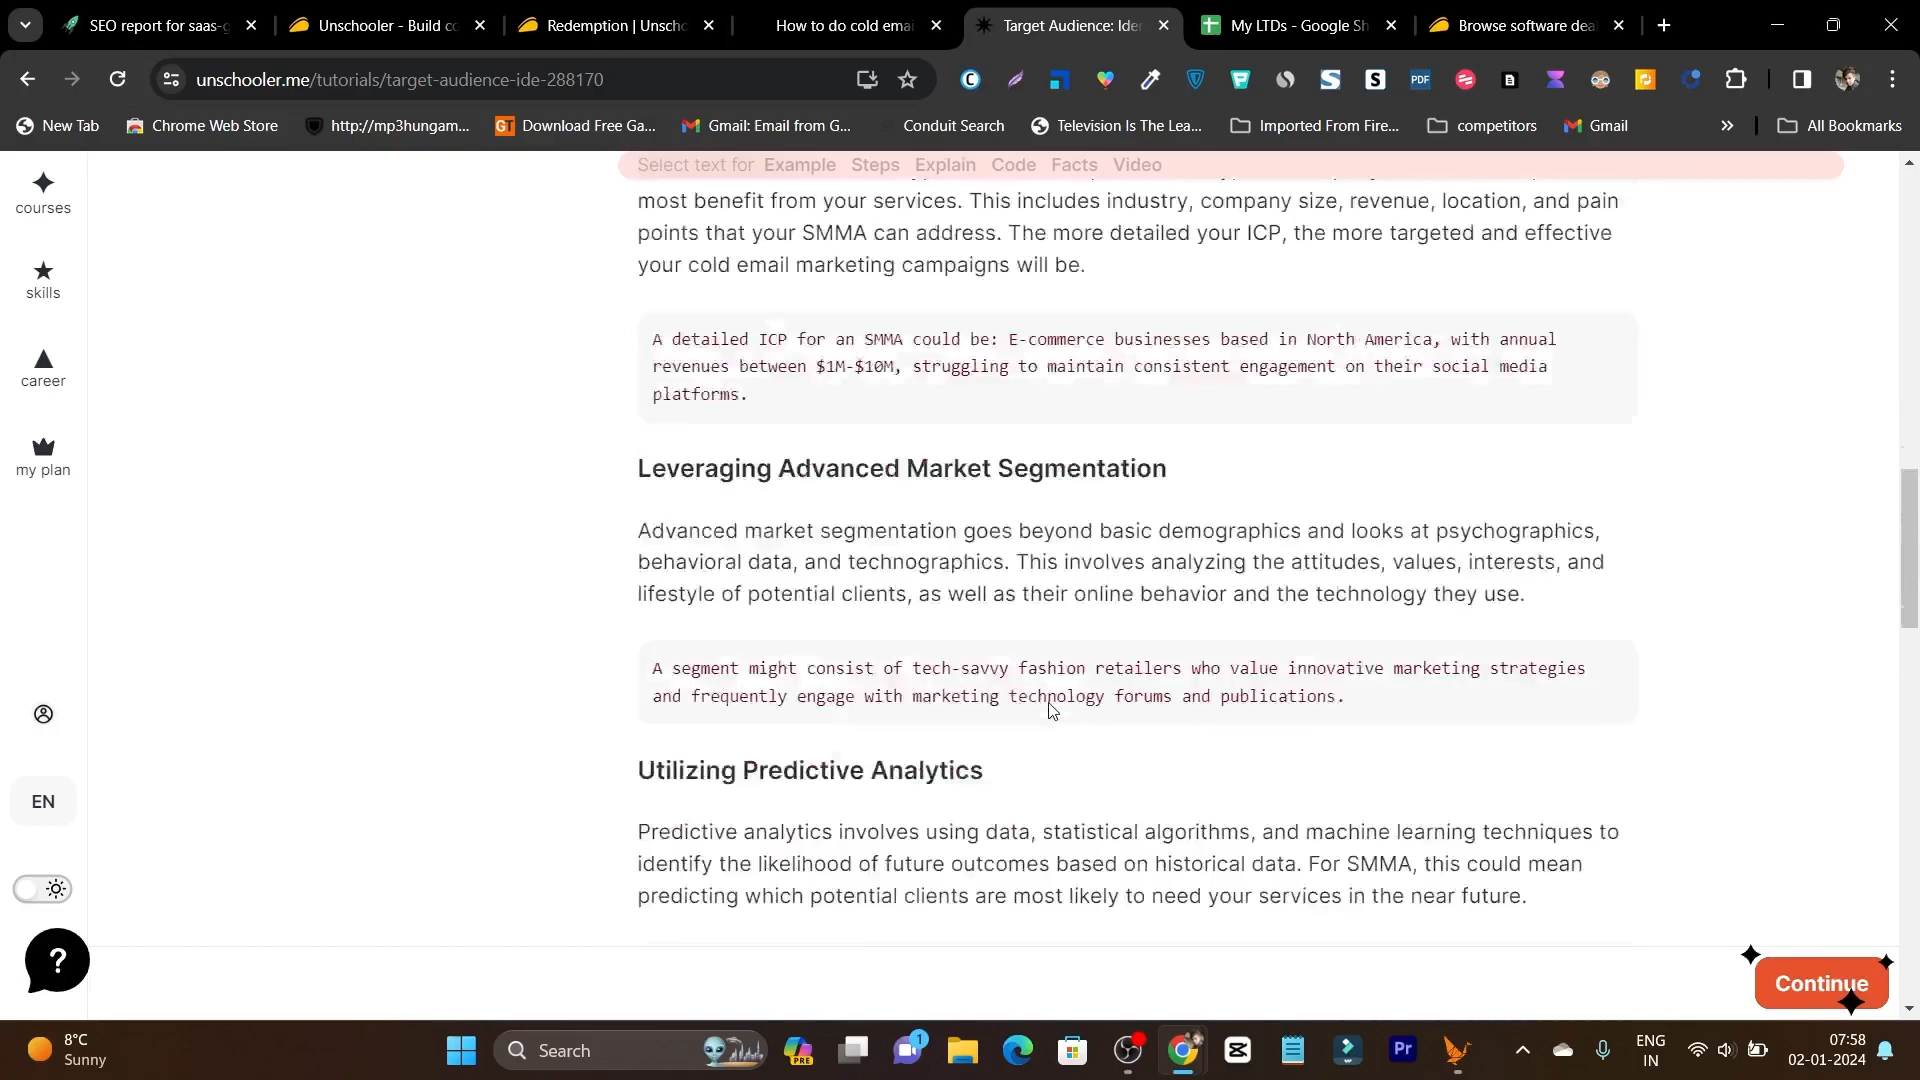 SEO report for saas-g
Unschooler - Build co
Redemption | Unscho
How to do cold emai
Target Audience: Ider
My LTDs - Google Sh
Browse software deal
unschooler.me/tutorials/target-audience-ide-288170
New Tab
Chrome Web Store
http://mp3hungam...
Download Free Ga...
Gmail: Email from G...
Conduit Search
Television Is The Lea...
Imported From Fire...
competitors
Gmail
All Bookmarks
Select text for Example Steps Explain Code Facts Video
most benefit from your services. This includes industry, company size, revenue, location, and pain
points that your SMMA can address. The more detailed your ICP, the more targeted and effective
your cold email marketing campaigns will be.
A detailed ICP for an SMMA could be: E-commerce businesses based in North America, with annual
revenues between $1M-$10M, struggling to maintain consistent engagement on their social media
platforms.
Leveraging Advanced Market Segmentation
Advanced market segmentation goes beyond basic demographics and looks at psychographics,
behavioral data, and technographics. This involves analyzing the attitudes, values, interests, and
lifestyle of potential clients, as well as their online behavior and the technology they use.
A segment might consist of tech-savvy fashion retailers who value innovative marketing strategies
and frequently engage with marketing technology forums and publications.
Utilizing Predictive Analytics
Predictive analytics involves using data, statistical algorithms, and machine learning techniques to
identify the likelihood of future outcomes based on historical data. For SMMA, this could mean
predicting which potential clients are most likely to need your services in the near future.
courses
skills
career
my plan
EN
?
Continue
8°C
Sunny
Search
PRE
1
Pr
ENG
IN
07:58
02-01-2024